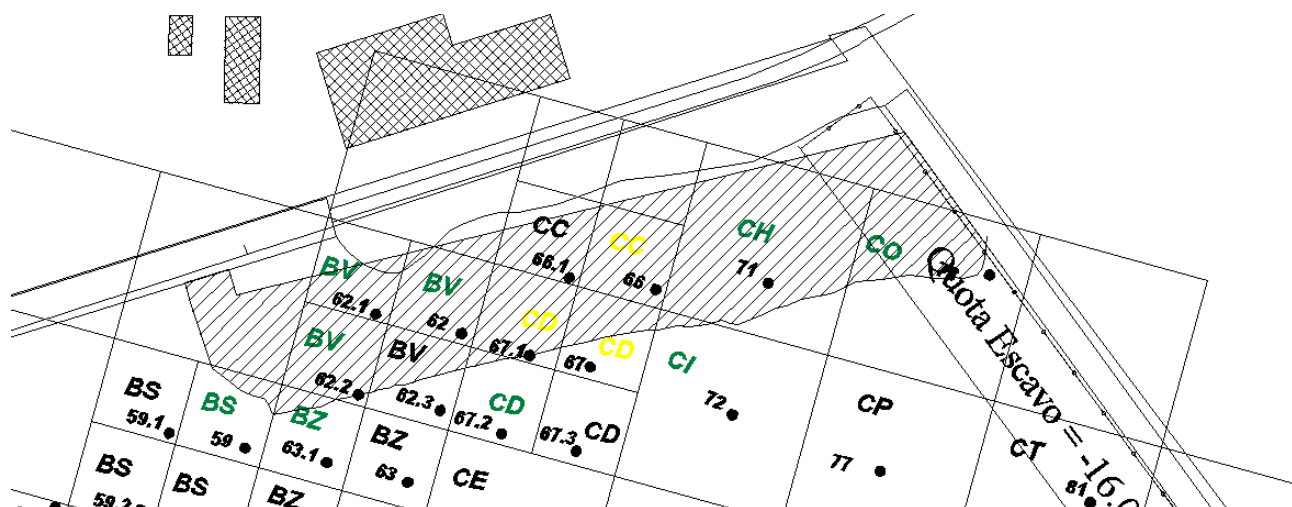 CC
CC
CH
CO
66.1
66
71
BV
BV
62.1
62
CD
67.1
BV
BV
67
CD
CI
62.2
62.3
67.2
CD
67.3
CD
72
CP
77
CT
81
Quota Escavo = -16.0
BS
59.1
BS
59
BZ
63.1
BZ
63
CE
BS
59.2
BS
BZ